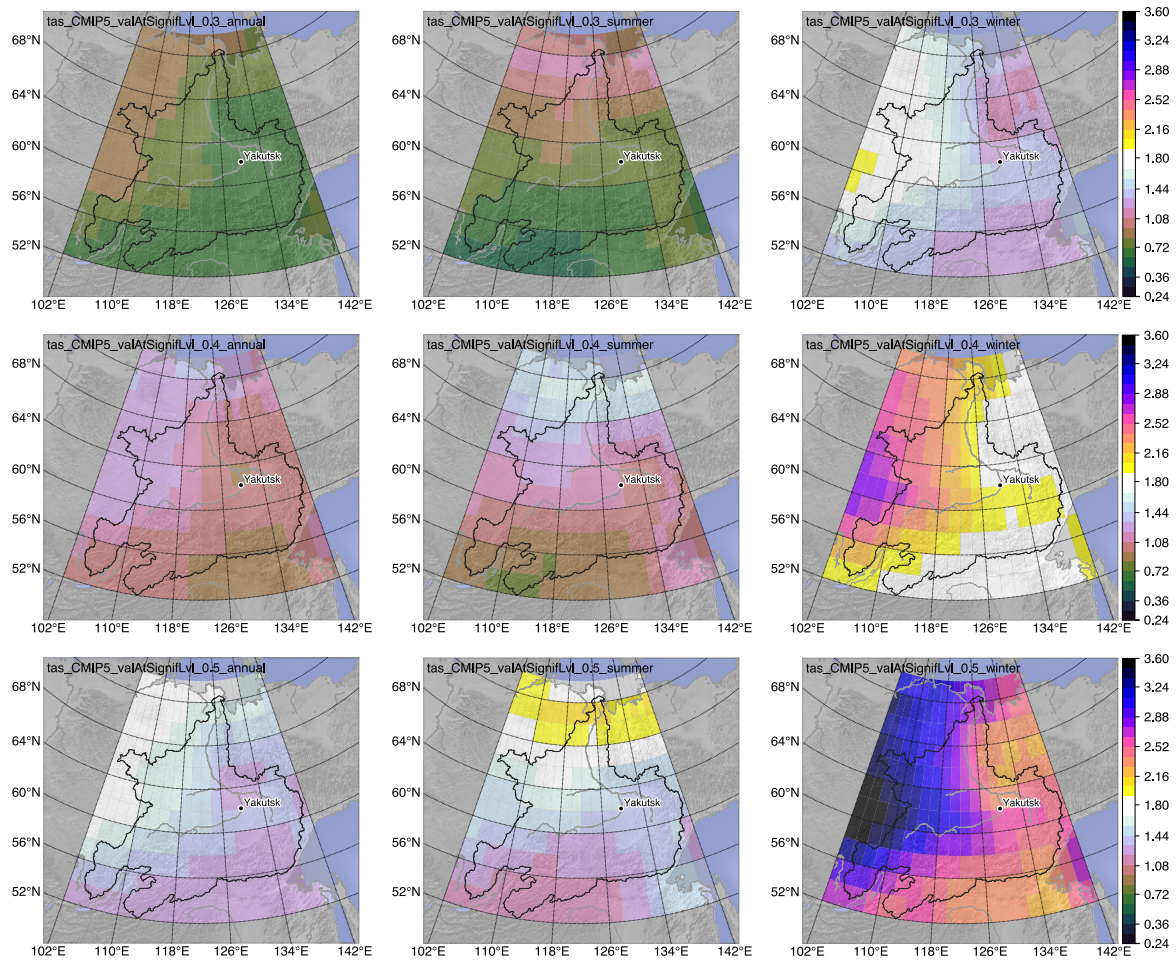 tas_CMIP5_valAtSignifLvl_0.3_annual
tas_CMIP5_valAtSignifLvl_0.3_summer
tas_CMIP5_valAtSignifLvl_0.3_winter
68°N
64°N
60°N
56°N
52°N
Yakutsk
Yakutsk
Yakutsk
3.60
3.24
2.88
2.52
2.16
1.80
1.44
1.08
0.72
0.36
0.24
102°E 110°E 118°E 126°E 134°E 142°E
102°E 110°E 118°E 126°E 134°E 142°E
102°E 110°E 118°E 126°E 134°E 142°E
68°N
64°N
60°N
56°N
52°N
68°N
64°N
60°N
56°N
52°N
tas_CMIP5_valAtSignifLvl_0.4_annual
tas_CMIP5_valAtSignifLvl_0.4_summer
tas_CMIP5_valAtSignifLvl_0.4_winter
68°N
64°N
60°N
56°N
52°N
Yakutsk
Yakutsk
Yakutsk
3.60
3.24
2.88
2.52
2.16
1.80
1.44
1.08
0.72
0.36
0.24
102°E 110°E 118°E 126°E 134°E 142°E
102°E 110°E 118°E 126°E 134°E 142°E
102°E 110°E 118°E 126°E 134°E 142°E
68°N
64°N
60°N
56°N
52°N
68°N
64°N
60°N
56°N
52°N
tas_CMIP5_valAtSignifLvl_0.5_annual
tas_CMIP5_valAtSignifLvl_0.5_summer
tas_CMIP5_valAtSignifLvl_0.5_winter
68°N
64°N
60°N
56°N
52°N
Yakutsk
Yakutsk
Yakutsk
3.60
3.24
2.88
2.52
2.16
1.80
1.44
1.08
0.72
0.36
0.24
102°E 110°E 118°E 126°E 134°E 142°E
102°E 110°E 118°E 126°E 134°E 142°E
102°E 110°E 118°E 126°E 134°E 142°E
68°N
64°N
60°N
56°N
52°N
68°N
64°N
60°N
56°N
52°N